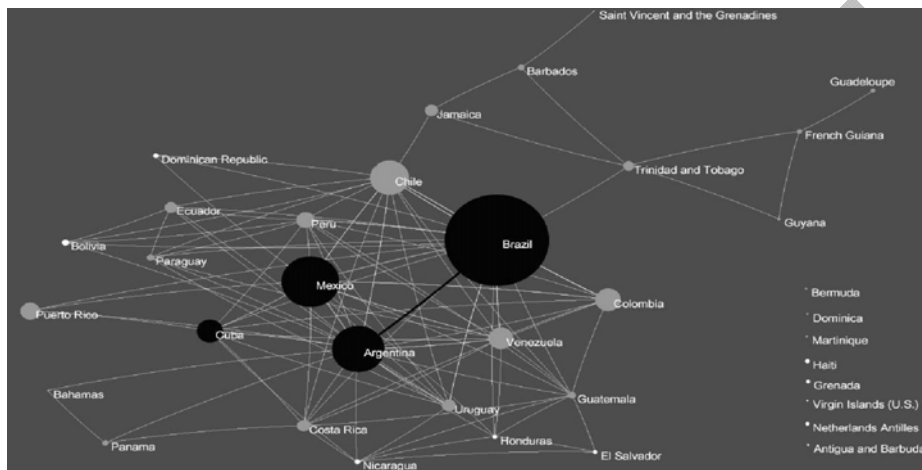 Saint Vincent and the Grenadines
Barbados
Guadeloupe
Jamaica
French Guiana
Dominican Republic
Trinidad and Tobago
Chile
Ecuador
Peru
Guyana
Bolivia
Brazil
Paraguay
Mexico
Bermuda
Colombia
Puerto Rico
Dominica
Cuba
Venezuela
Martinique
Argentina
Haiti
Grenada
Bahamas
Guatemala
Virgin Islands (U.S.)
Uruguay
Costa Rica
Netherlands Antilles
Honduras
Panama
Antigua and Barbuda
El Salvador
Nicaragua